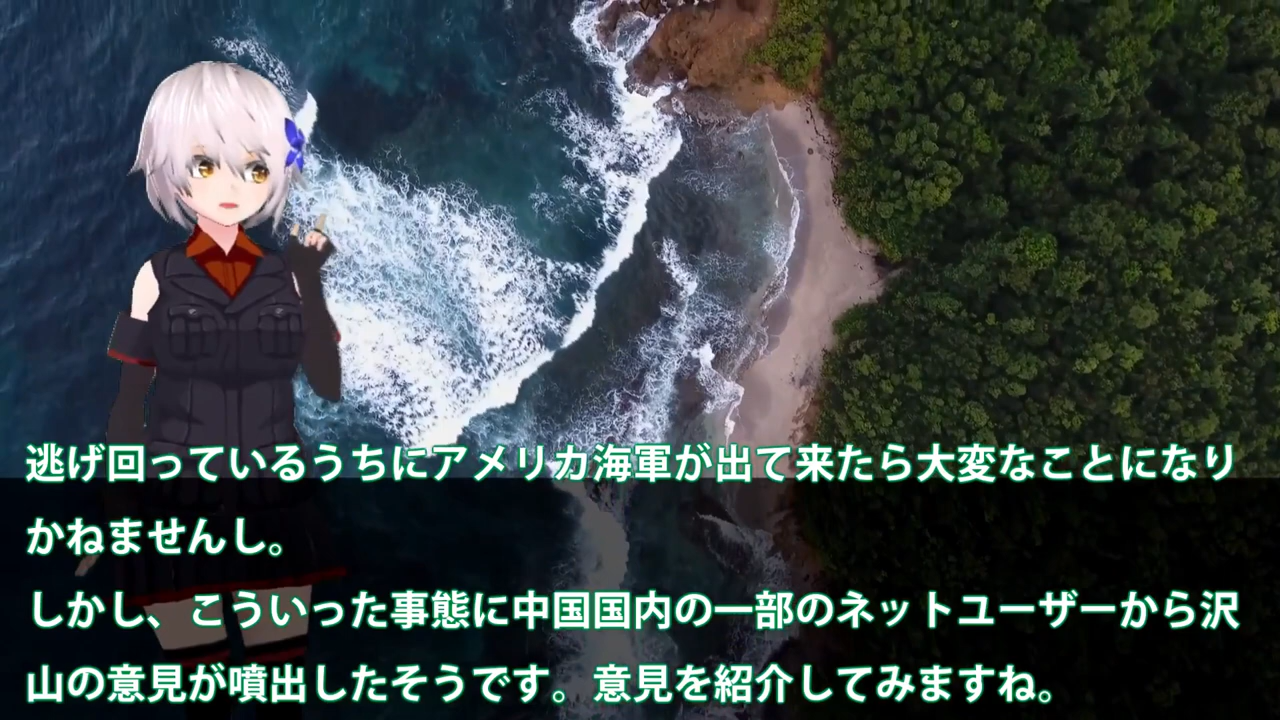 逃げ回っているうちにアメリカ海軍が出て来たら大変なことになり
かねませんし。
しかし、こういった事態に中国国内の一部のネットユーザーから沢
山の意見が噴出したそうです。意見を紹介してみますね。